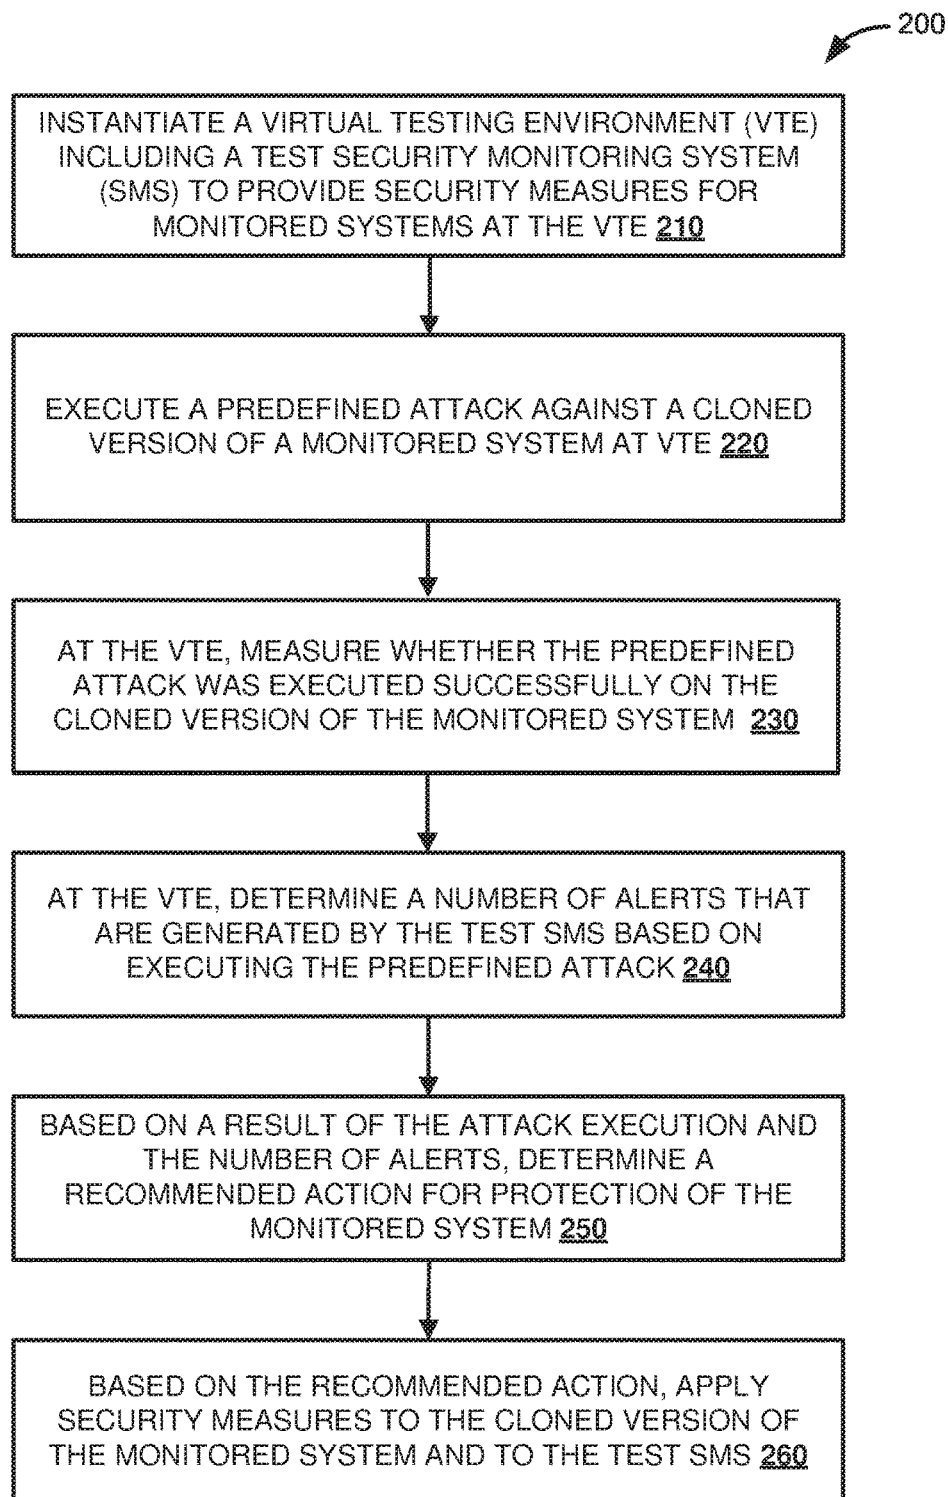 200
INSTANTIATE A VIRTUAL TESTING ENVIRONMENT (VTE)
INCLUDING A TEST SECURITY MONITORING SYSTEM
(SMS) TO PROVIDE SECURITY MEASURES FOR
MONITORED SYSTEMS AT THE VTE 210
EXECUTE A PREDEFINED ATTACK AGAINST A CLONED
VERSION OF A MONITORED SYSTEM AT VTE 220
AT THE VTE, MEASURE WHETHER THE PREDEFINED
ATTACK WAS EXECUTED SUCCESSFULLY ON THE
CLONED VERSION OF THE MONITORED SYSTEM 230
AT THE VTE, DETERMINE A NUMBER OF ALERTS THAT
ARE GENERATED BY THE TEST SMS BASED ON
EXECUTING THE PREDEFINED ATTACK 240
BASED ON A RESULT OF THE ATTACK EXECUTION AND
THE NUMBER OF ALERTS, DETERMINE A
RECOMMENDED ACTION FOR PROTECTION OF THE
MONITORED SYSTEM 250
BASED ON THE RECOMMENDED ACTION, APPLY
SECURITY MEASURES TO THE CLONED VERSION OF
THE MONITORED SYSTEM AND TO THE TEST SMS 260